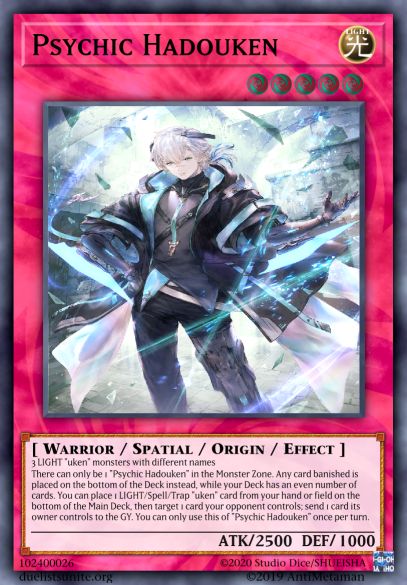 PSYCHIC HADOUKEN
LIGHT
光
[ WARRIOR / SPATIAL / ORIGIN / EFFECT ]
3 LIGHT "uken" monsters with different names
There can only be 1 "Psychic Hadouken" in the Monster Zone. Any card banished
is placed on the bottom of the Deck instead, while your Deck has an even number of
cards. You can place 1 LIGHT/Spell/Trap "uken" card from your hand or field on the
bottom of the Main Deck, then target 1 card your opponent controls; send 1 card its
owner controls to the GY. You can only use this of "Psychic Hadouken" once per turn.
ATK/2500 DEF/1000
102400026
©2020 Studio Dice/SHUEISHA
duelistsunite.org
©2019 AntiMetaman